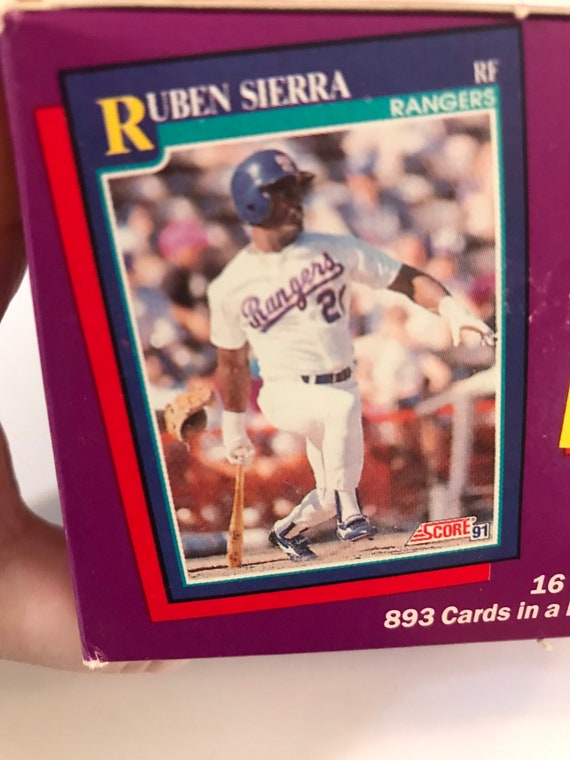 RUBEN SIERRA RF
RANGERS
Rangers
SCORE 91
16
893 Cards in a